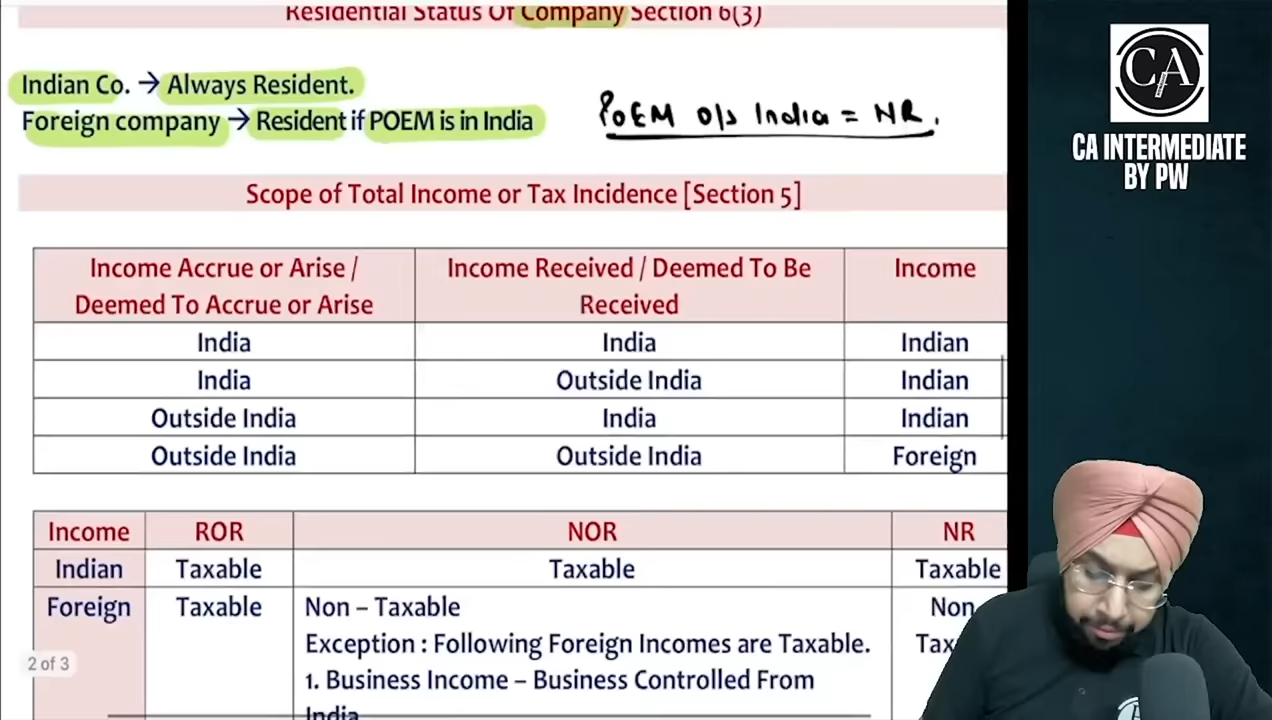 Residential Status Of Company Section 6(3)
Indian Co. → Always Resident.
Foreign company → Resident if POEM is in India
POEM o/s India = NR.
CA
CA INTERMEDIATE
BY PW
Scope of Total Income or Tax Incidence [Section 5]
Income Accrue or Arise / Deemed To Accrue or Arise | Income Received / Deemed To Be Received | Income
India | India | Indian
India | Outside India | Indian
Outside India | India | Indian
Outside India | Outside India | Foreign
Income | ROR | NOR | NR
Indian | Taxable | Taxable | Taxable
Foreign | Taxable | Non – Taxable | Non
Exception : Following Foreign Incomes are Taxable.
1. Business Income – Business Controlled From
India
2 of 3